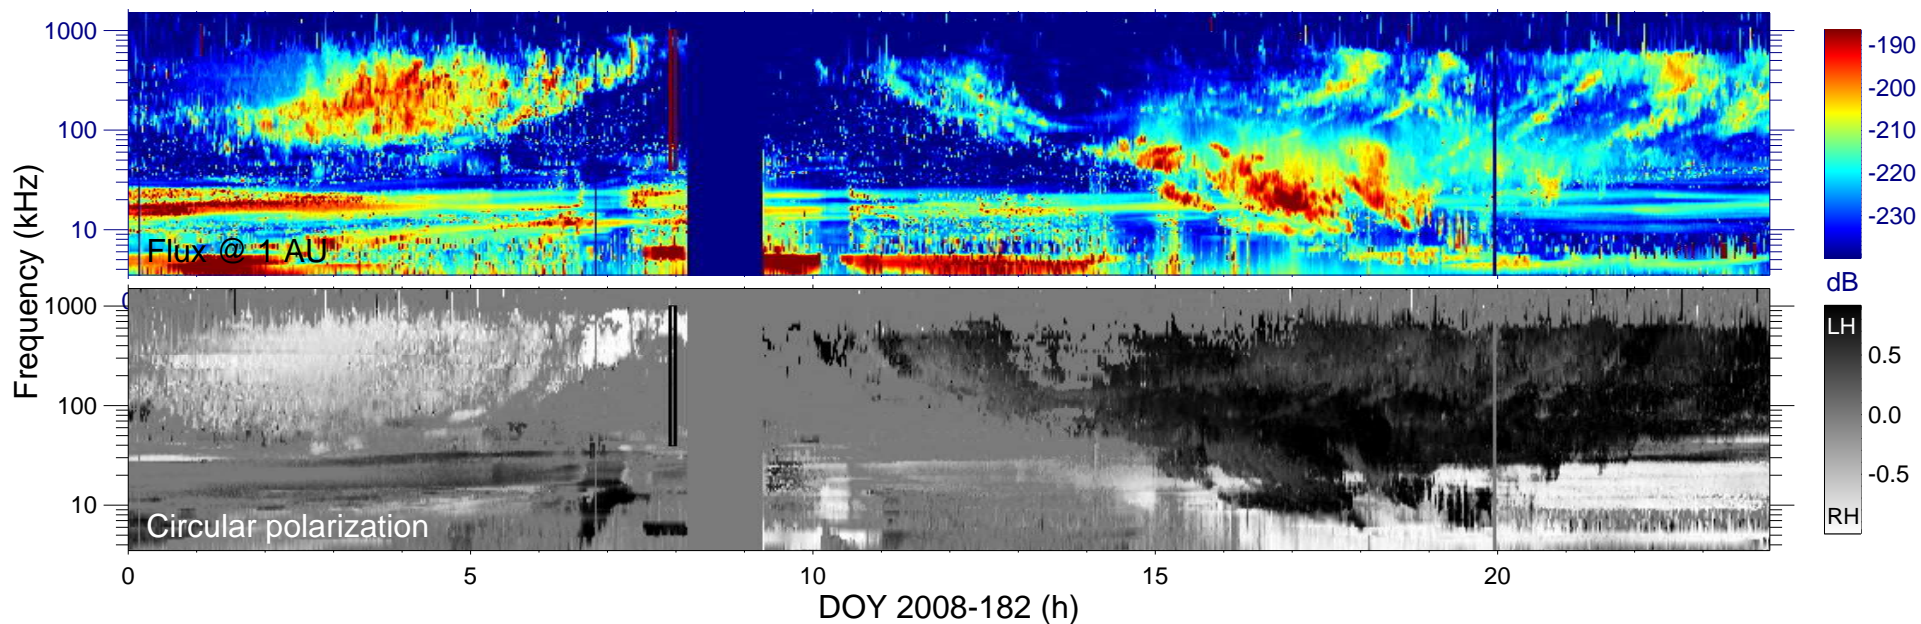 1000
100
10
Flux @ 1 AU
-190
-200
-210
-220
-230
dB
0
1000
100
10
Circular polarization
LH
0.5
0.0
-0.5
RH
Frequency (kHz)
0 5 10 15 20
DOY 2008-182 (h)